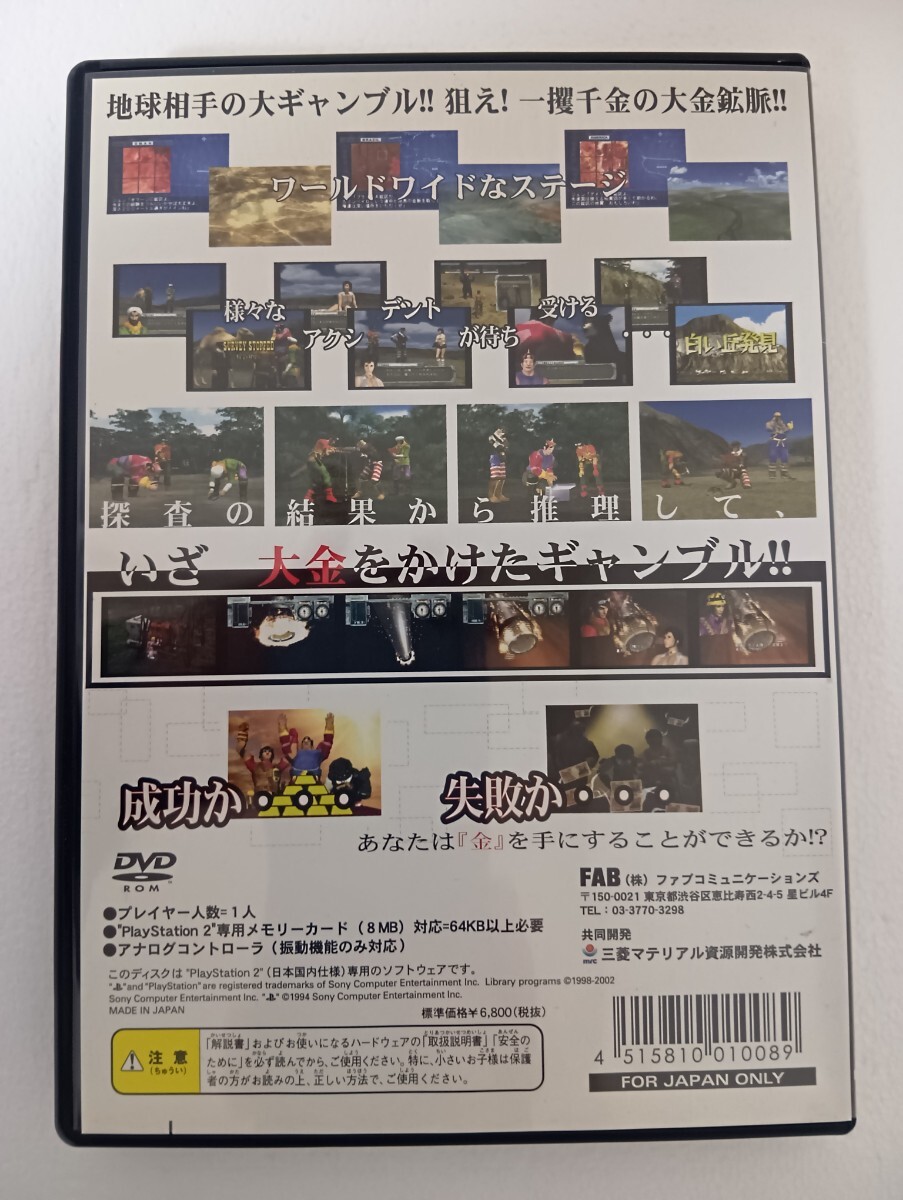 地球相手の大ギャンブル!! 狙え! 一攫千金の大金鉱脈!!
ワールドワイドなステージ
様々な
アクシ
デント
が待ち
受ける
・・・
SURVEY STOPPED
白い丘発見
探査の結果から推理して、
いざ 大金をかけたギャンブル!!
成功か・・・
失敗か・・・
あなたは『金』を手にすることができるか!?
DVD
ROM
●プレイヤー人数=1人
●"PlayStation 2"専用メモリーカード(8MB)対応=64KB以上必要
●アナログコントローラ(振動機能のみ対応)
FAB (株) ファブコミュニケーションズ
〒150-0021 東京都渋谷区恵比寿西2-4-5 星ビル4F
TEL: 03-3770-3298
共同開発
mrc 三菱マテリアル資源開発株式会社
このディスクは "PlayStation 2" (日本国内仕様) 専用のソフトウェアです。
" "and "PlayStation" are registered trademarks of Sony Computer Entertainment Inc. Library programs ©1998-2002
Sony Computer Entertainment Inc. " " ©1994 Sony Computer Entertainment Inc.
MADE IN JAPAN
標準価格¥6,800(税抜)
注意
(ちゅうい)
「解説書」およびお使いになるハードウェアの「取扱説明書」「安全の
ために」を必ず読んでから、ご使用ください。特に、小さいお子様は保護
者の方がお読みの上、正しい方法で、ご使用ください。
4 515810 010089
FOR JAPAN ONLY